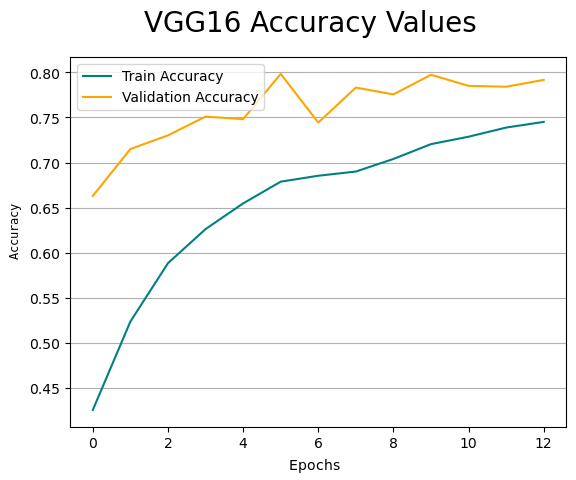 VGG16 Accuracy Values
Train Accuracy
Validation Accuracy
0.80
0.75
0.70
0.65
0.60
0.55
0.50
0.45
Accuracy
0 2 4 6 8 10 12
Epochs